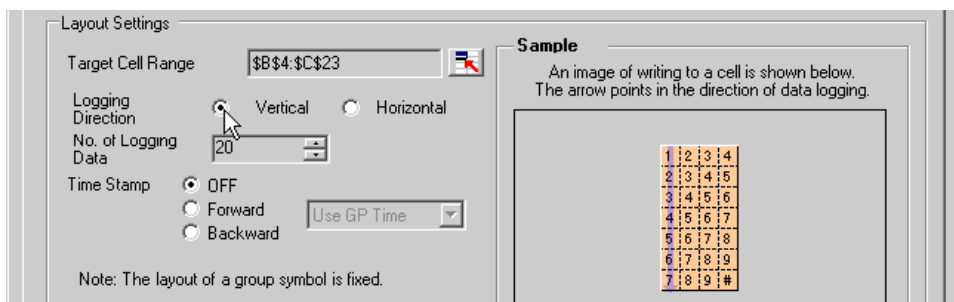 Layout Settings
Target Cell Range $B$4:$C$23
Logging Direction Vertical Horizontal
No. of Logging Data 20
Time Stamp OFF
Forward Use GP Time
Backward
Note: The layout of a group symbol is fixed.
Sample
An image of writing to a cell is shown below.
The arrow points in the direction of data logging.
1 2 3 4
2 3 4 5
3 4 5 6
4 5 6 7
5 6 7 8
6 7 8 9
7 8 9 #